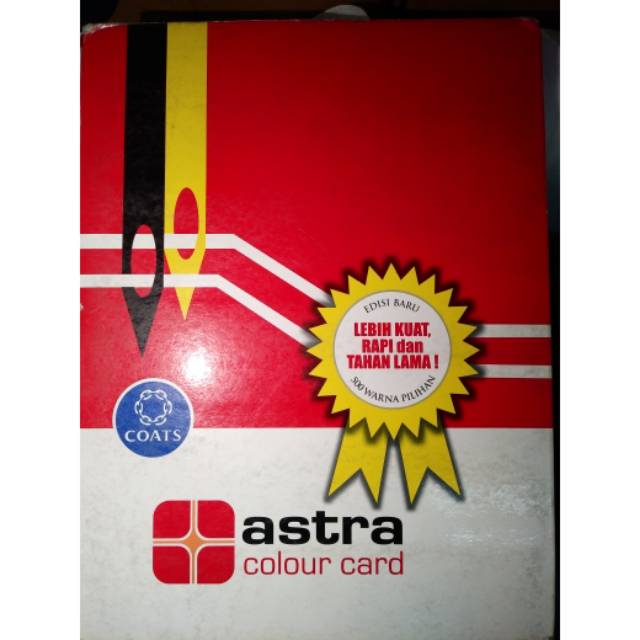 EDISI BARU
LEBIH KUAT,
RAPI dan
TAHAN LAMA !
500 WARNA PILIHAN
COATS
astra
colour card